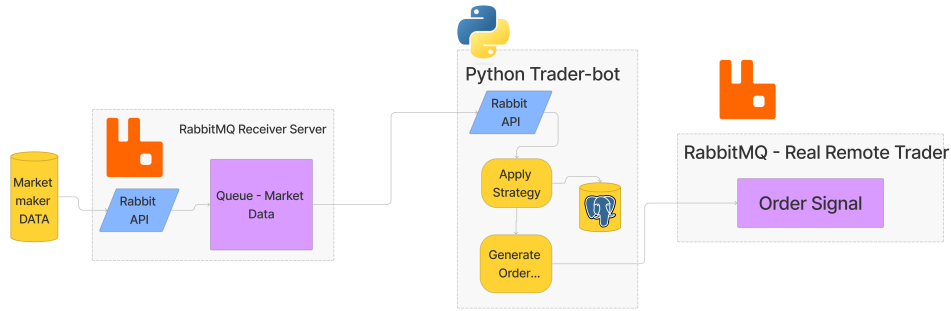 Python Trader-bot
RabbitMQ Receiver Server
Market
maker
DATA
Rabbit
API
Queue - Market
Data
Rabbit
API
Apply
Strategy
Generate
Order...
RabbitMQ - Real Remote Trader
Order Signal